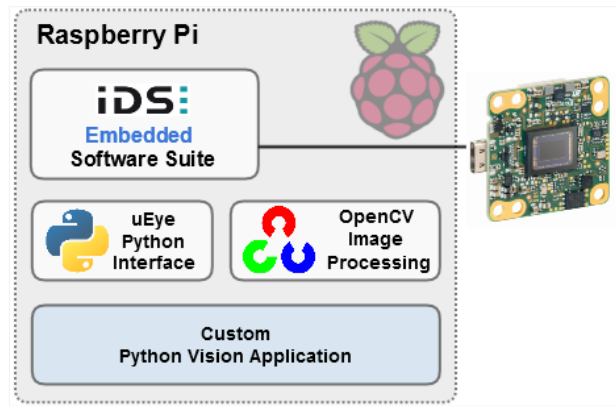 Raspberry Pi
iDS
Embedded
Software Suite
uEye
Python
Interface
OpenCV
Image
Processing
Custom
Python Vision Application